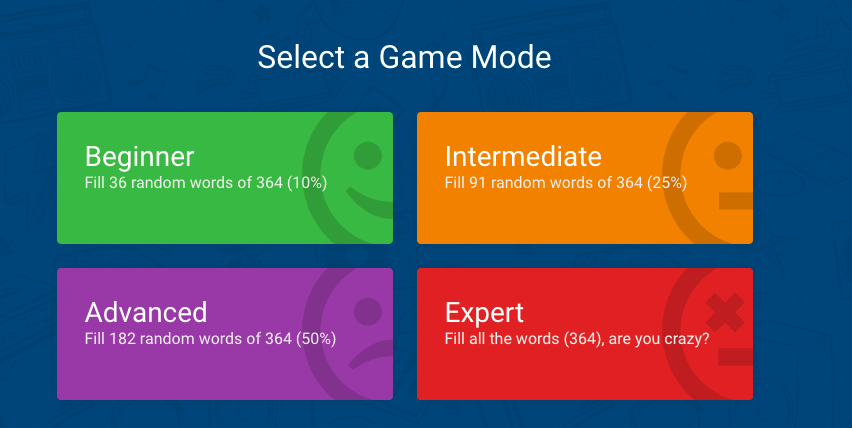 Select a Game Mode
Beginner
Fill 36 random words of 364 (10%)
Intermediate
Fill 91 random words of 364 (25%)
Advanced
Fill 182 random words of 364 (50%)
Expert
Fill all the words (364), are you crazy?